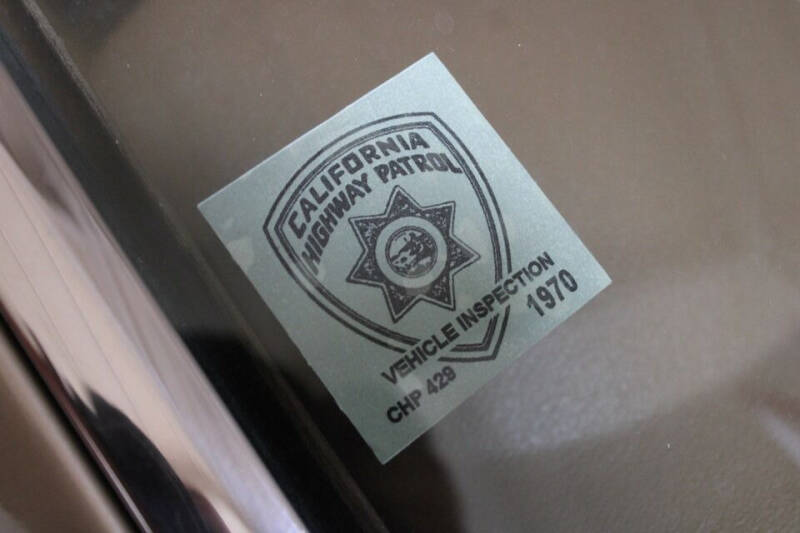 CALIFORNIA
HIGHWAY PATROL
VEHICLE INSPECTION
CHP 429
1970